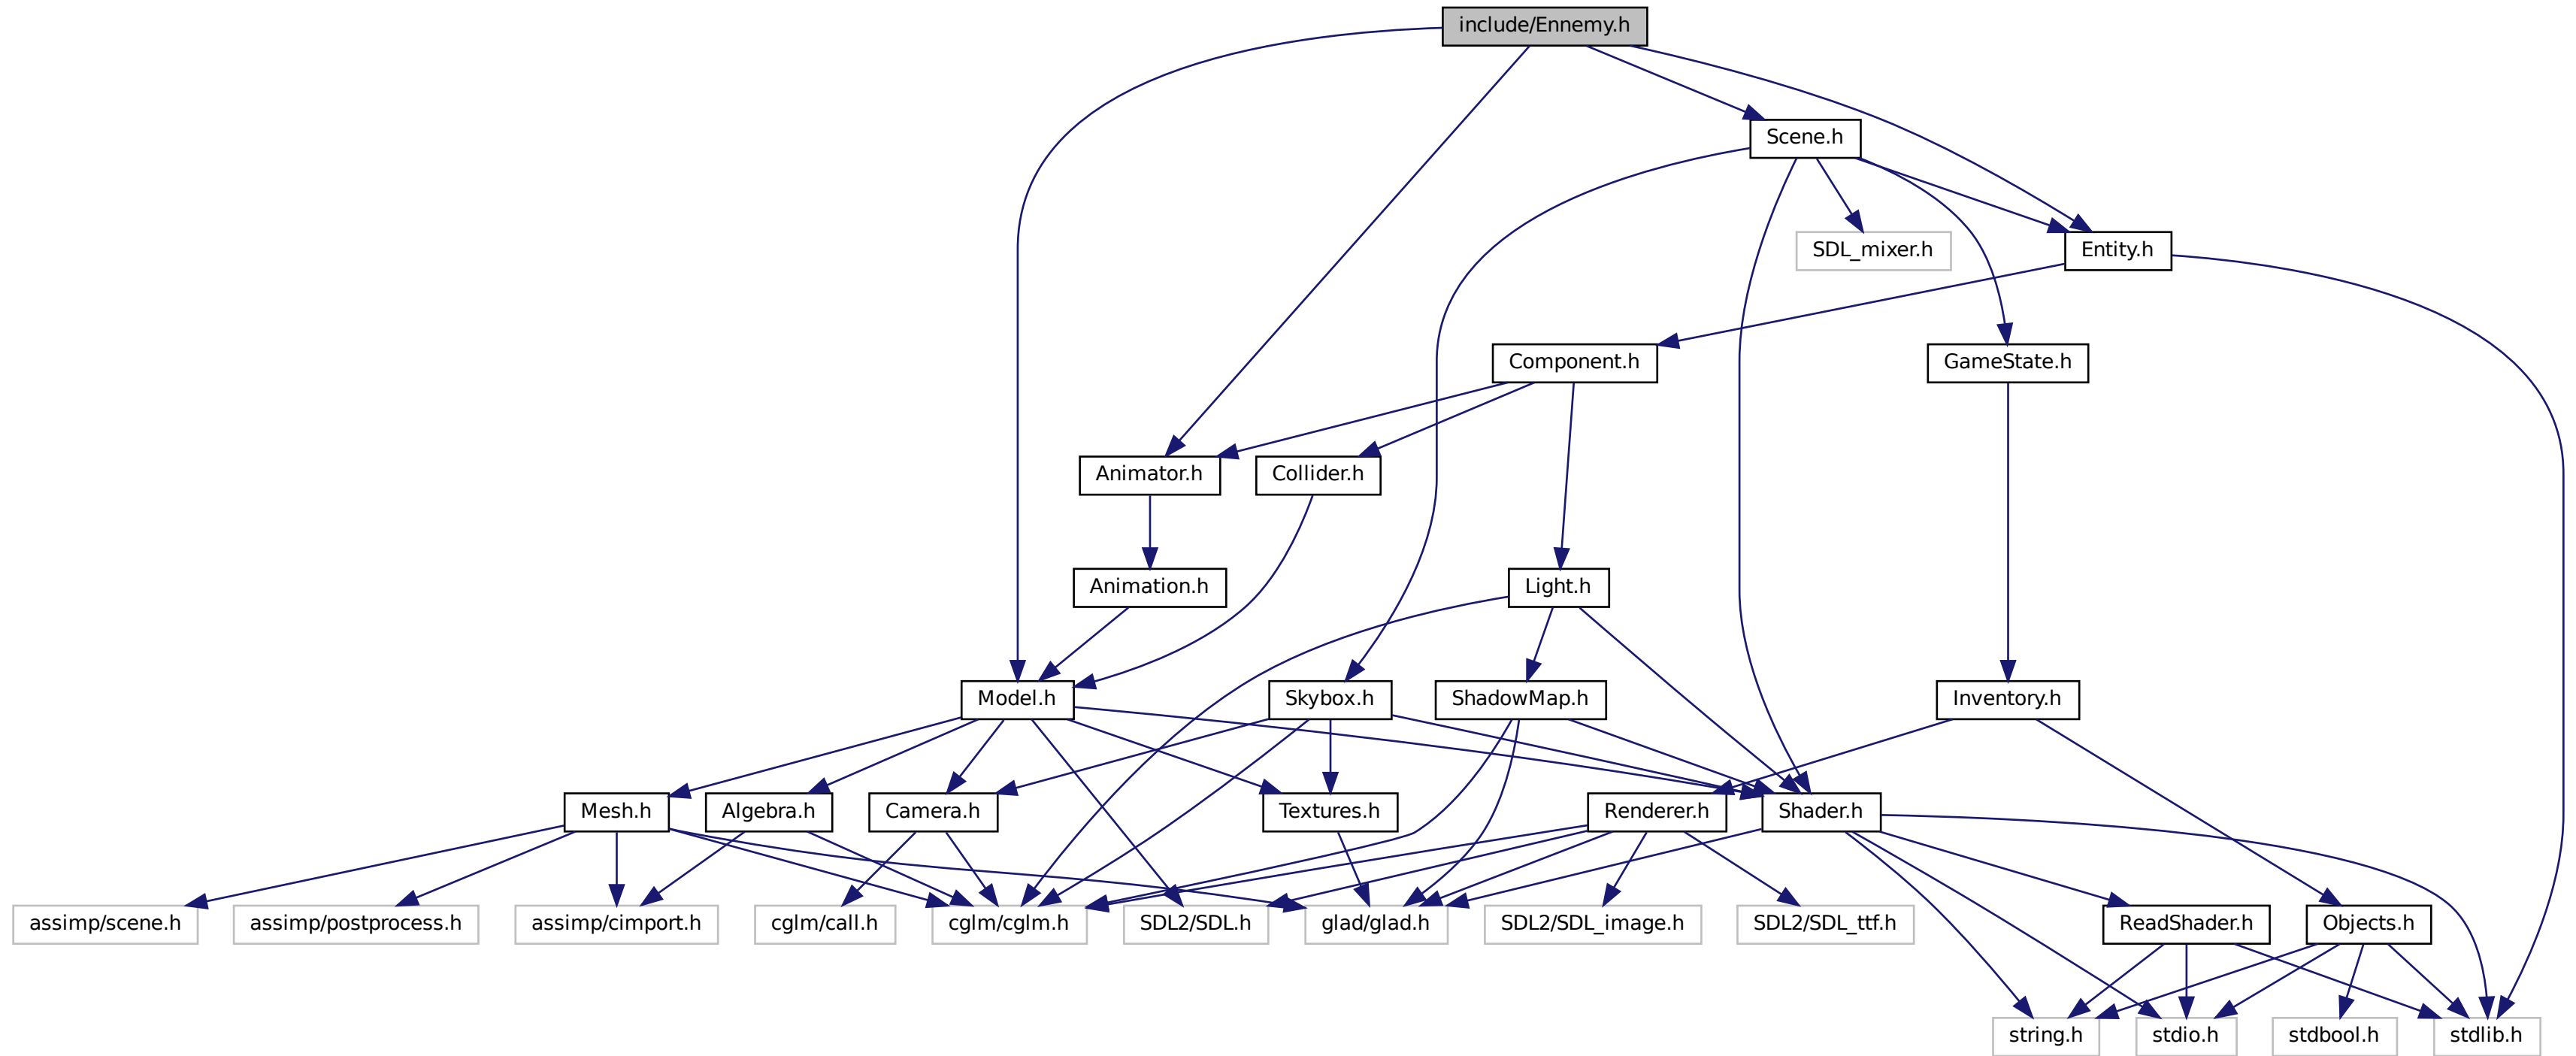 include/Ennemy.h
Scene.h
SDL_mixer.h
Entity.h
Component.h
GameState.h
Animator.h
Collider.h
Animation.h
Light.h
Model.h
Skybox.h
ShadowMap.h
Inventory.h
Mesh.h
Algebra.h
Camera.h
Textures.h
Renderer.h
Shader.h
assimp/scene.h
assimp/postprocess.h
assimp/cimport.h
cglm/call.h
cglm/cglm.h
SDL2/SDL.h
glad/glad.h
SDL2/SDL_image.h
SDL2/SDL_ttf.h
ReadShader.h
Objects.h
string.h
stdio.h
stdbool.h
stdlib.h